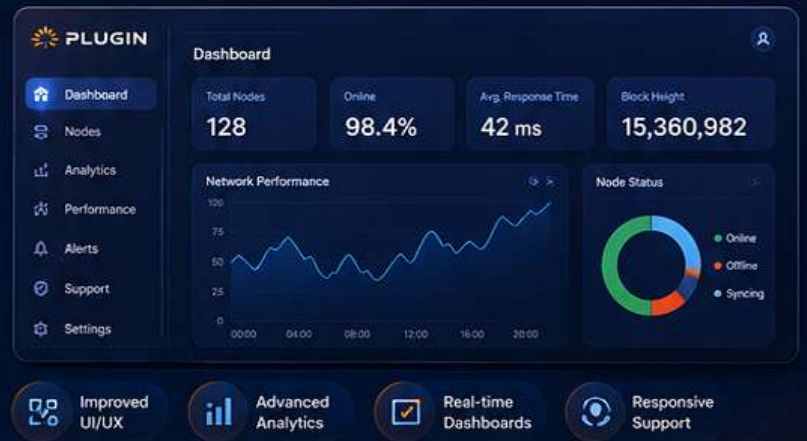 PLUGIN
Dashboard
Nodes
Analytics
Performance
Alerts
Support
Settings
Dashboard
Total Nodes
128
Online
98.4%
Avg. Response Time
42 ms
Block Height
15,360,982
Network Performance
100
75
50
25
0
00:00 04:00 08:00 12:00 16:00 20:00
Node Status
Online
Offline
Syncing
Improved
UI/UX
Advanced
Analytics
Real-time
Dashboards
Responsive
Support